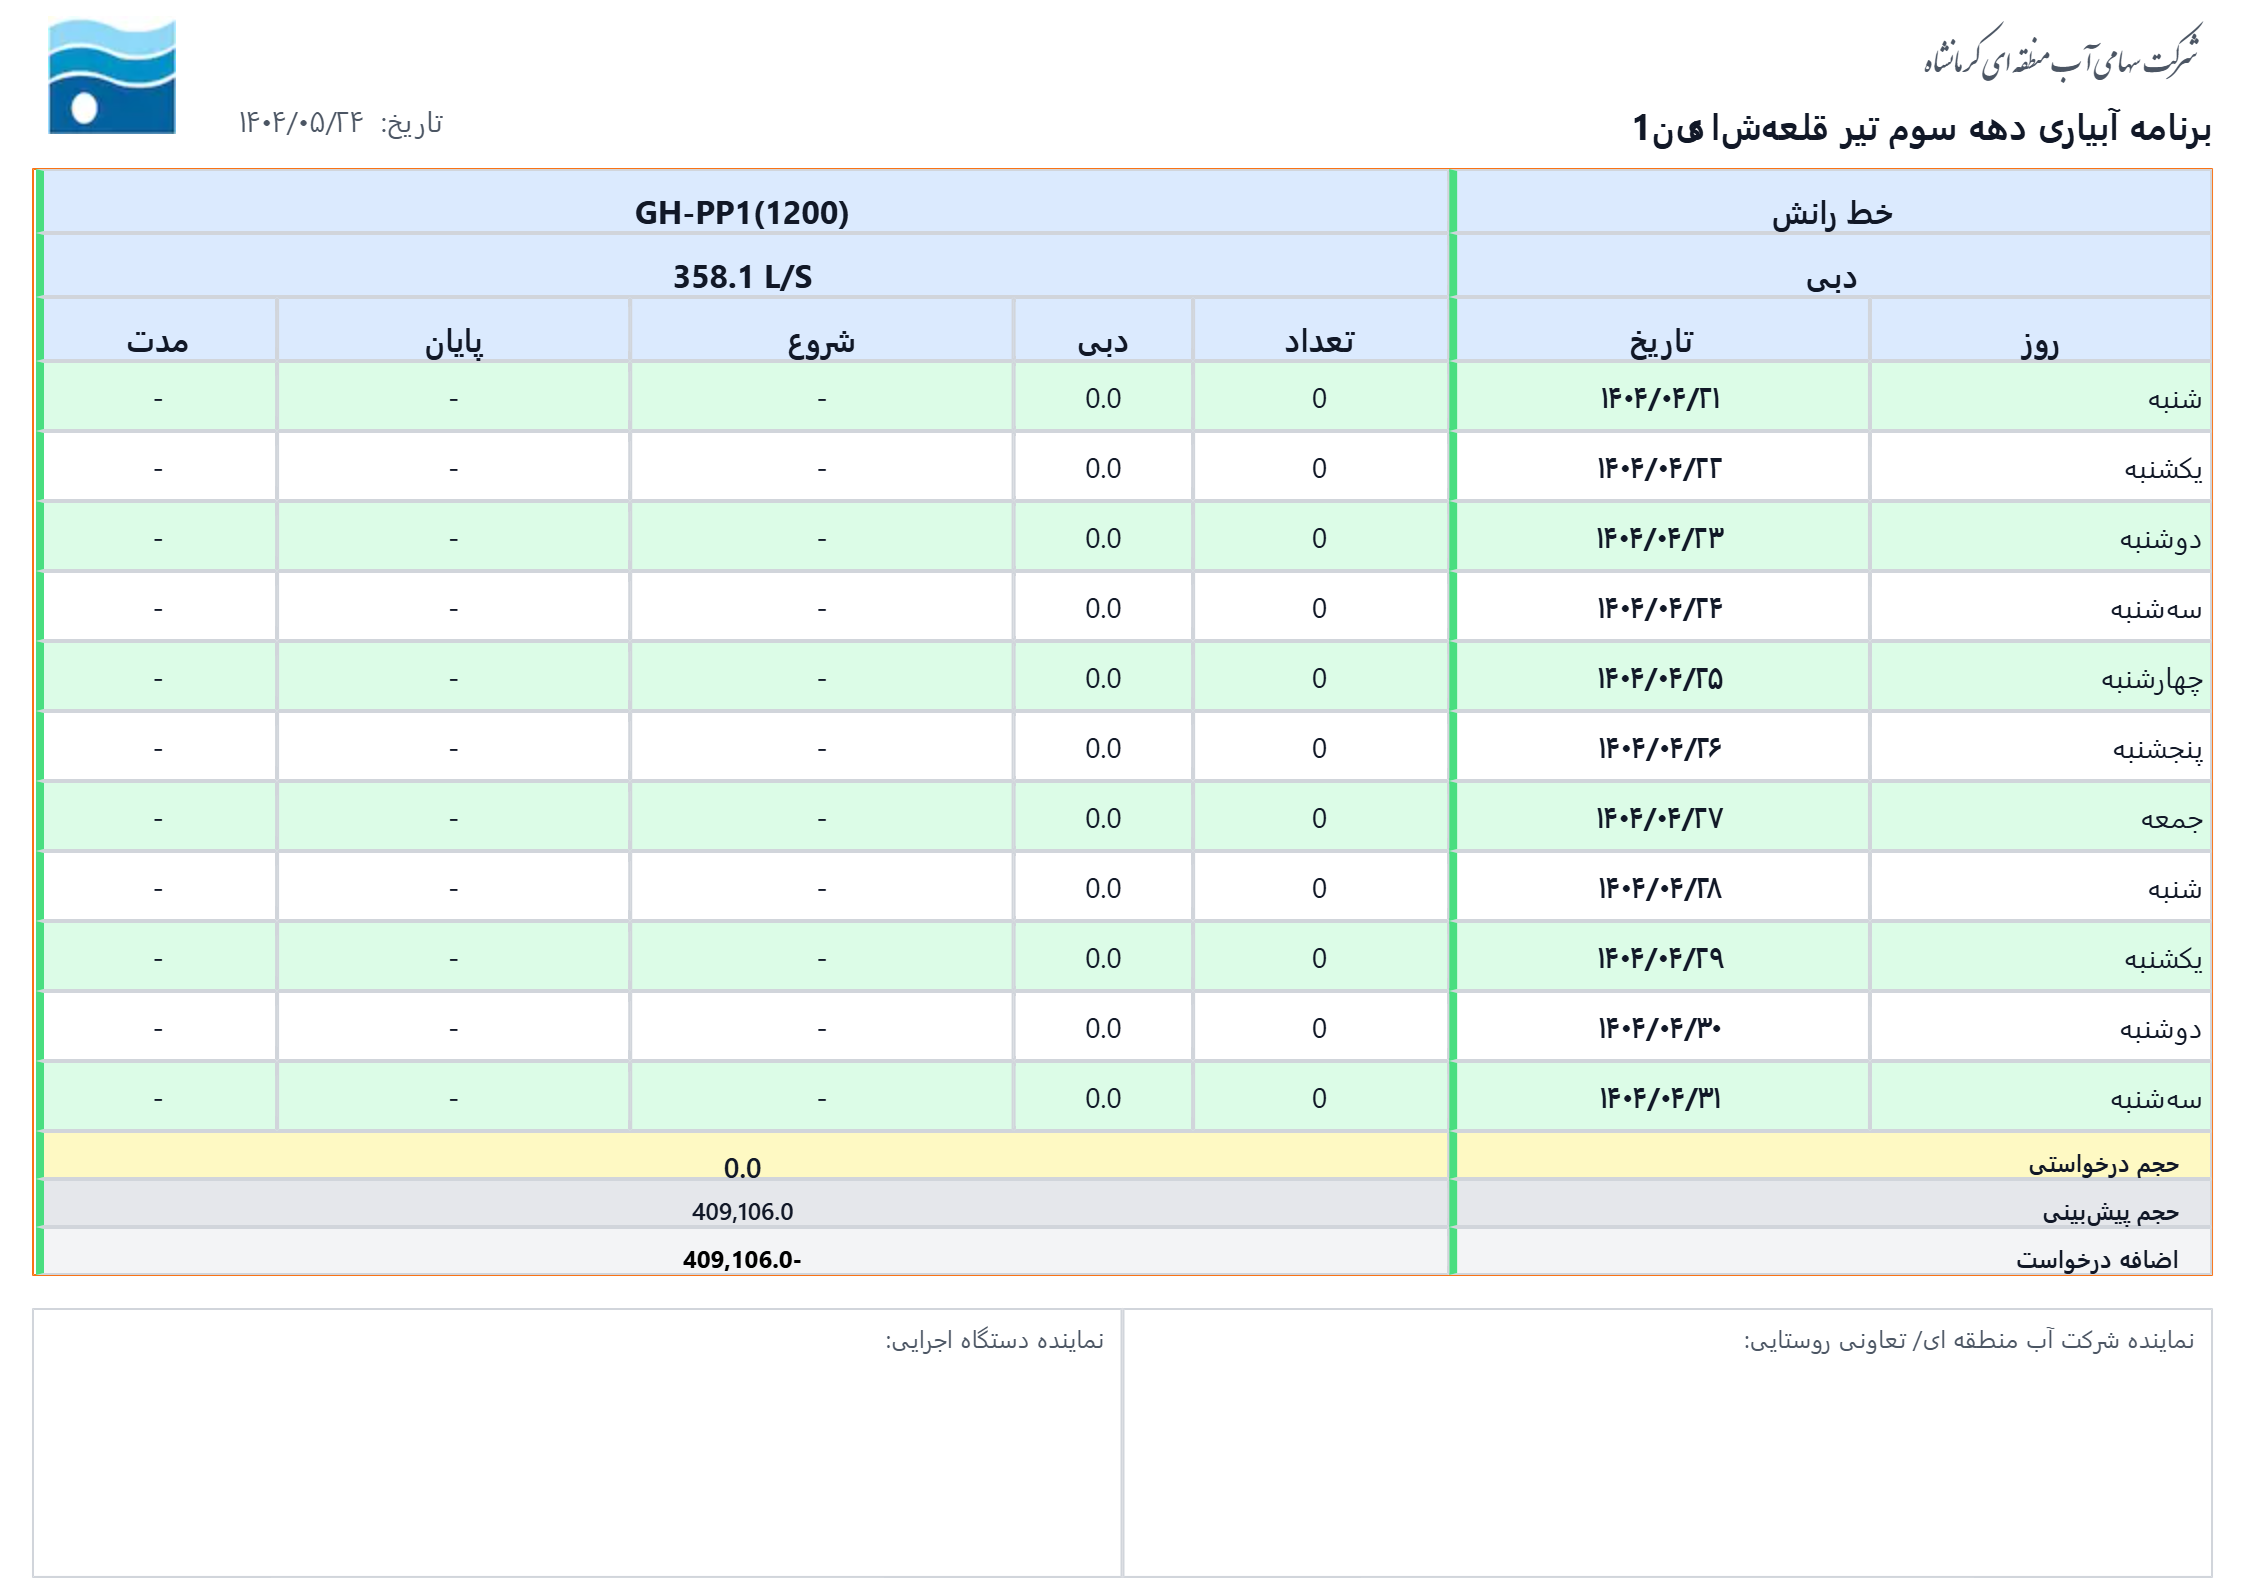 شرکت سهامی آب منطقه ای کرمانشاه
برنامه آبیاری دهه سوم تیر
تاریخ: ۱۴۰۴/۰۵/۲۴
خط رانش GH-PP1(1200)
دبی 358.1 L/S
روز تاریخ تعداد دبی شروع پایان مدت
شنبه ۱۴۰۴/۰۴/۲۱ 0 0.0 - - -
یکشنبه ۱۴۰۴/۰۴/۲۲ 0 0.0 - - -
دوشنبه ۱۴۰۴/۰۴/۲۳ 0 0.0 - - -
سه‌شنبه ۱۴۰۴/۰۴/۲۴ 0 0.0 - - -
چهارشنبه ۱۴۰۴/۰۴/۲۵ 0 0.0 - - -
پنجشنبه ۱۴۰۴/۰۴/۲۶ 0 0.0 - - -
جمعه ۱۴۰۴/۰۴/۲۷ 0 0.0 - - -
شنبه ۱۴۰۴/۰۴/۲۸ 0 0.0 - - -
یکشنبه ۱۴۰۴/۰۴/۲۹ 0 0.0 - - -
دوشنبه ۱۴۰۴/۰۴/۳۰ 0 0.0 - - -
سه‌شنبه ۱۴۰۴/۰۴/۳۱ 0 0.0 - - -
حجم درخواستی 0.0
حجم پیش‌بینی 409,106.0
اضافه درخواست 409,106.0-
نماینده شرکت آب منطقه ای/ تعاونی روستایی:
نماینده دستگاه اجرایی: